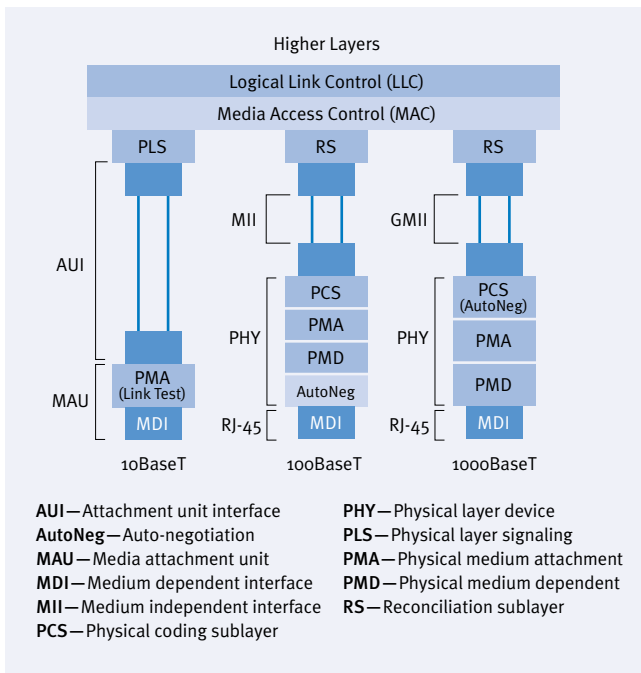 Higher Layers
Logical Link Control (LLC)
Media Access Control (MAC)
PLS
RS
RS
MII
GMII
AUI
PCS
PCS
(AutoNeg)
PMA
PHY
PHY
PMA
PMD
PMA
(Link Test)
AutoNeg
PMD
MAU
MDI
RJ-45
MDI
RJ-45
MDI
10BaseT
100BaseT
1000BaseT
AUI—Attachment unit interface
AutoNeg—Auto-negotiation
MAU—Media attachment unit
MDI—Medium dependent interface
MII—Medium independent interface
PCS—Physical coding sublayer
PHY—Physical layer device
PLS—Physical layer signaling
PMA—Physical medium attachment
PMD—Physical medium dependent
RS—Reconciliation sublayer